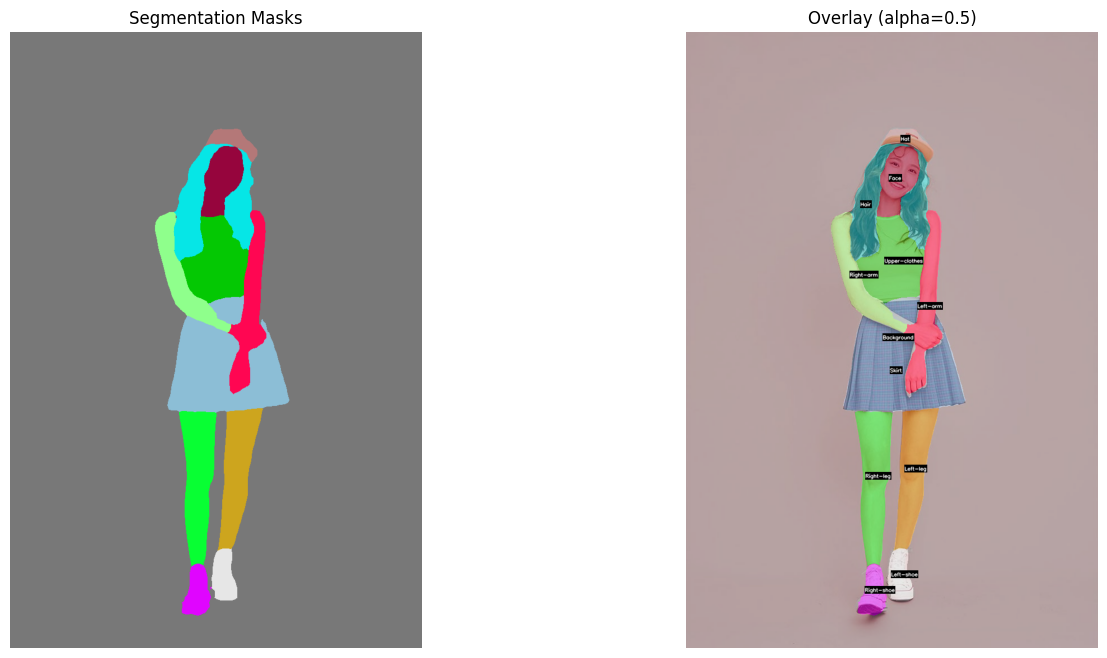 Segmentation Masks
Overlay (alpha=0.5)
Hat
Face
Hair
Upper-clothes
Right-arm
Left-arm
Background
Skirt
Left-leg
Right-leg
Left-shoe
Right-shoe